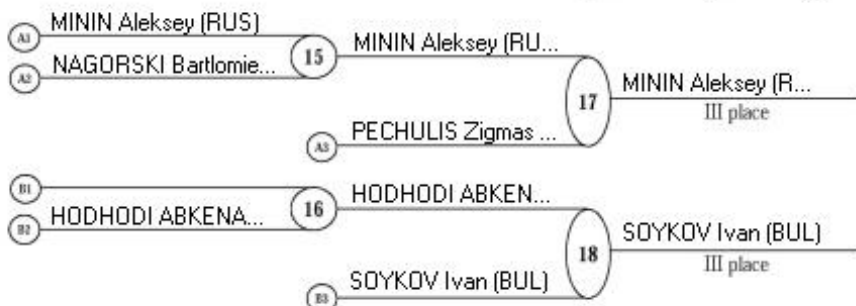 A1 MININ Aleksey (RUS)
A2 NAGORSKI Bartlomie...
15 MININ Aleksey (RU...
A3 PECHULIS Zigmas ...
17 MININ Aleksey (R...
III place
B1
B2 HODHODI ABKENA...
16 HODHODI ABKEN...
B3 SOYKOV Ivan (BUL)
18 SOYKOV Ivan (BUL)
III place